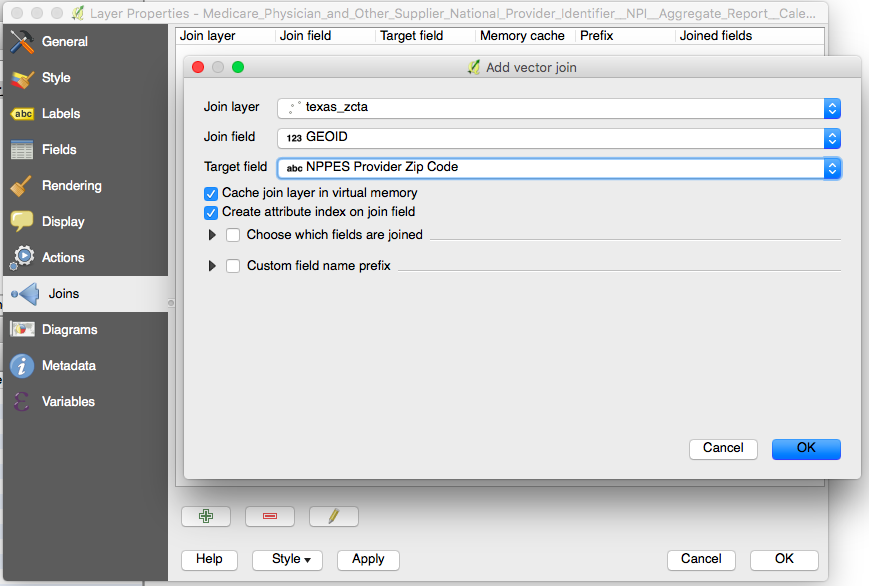 Layer Properties - Medicare_Physician_and_Other_Supplier_National_Provider_Identifier__NPI__Aggregate_Report__Cale...
General
Style
abc Labels
Fields
Rendering
Display
Actions
Joins
Diagrams
Metadata
Variables
Join layer Join field Target field Memory cache Prefix Joined fields
Add vector join
Join layer texas_zcta
Join field 123 GEOID
Target field abc NPPES Provider Zip Code
Cache join layer in virtual memory
Create attribute index on join field
Choose which fields are joined
Custom field name prefix
Cancel OK
Help Style Apply Cancel OK